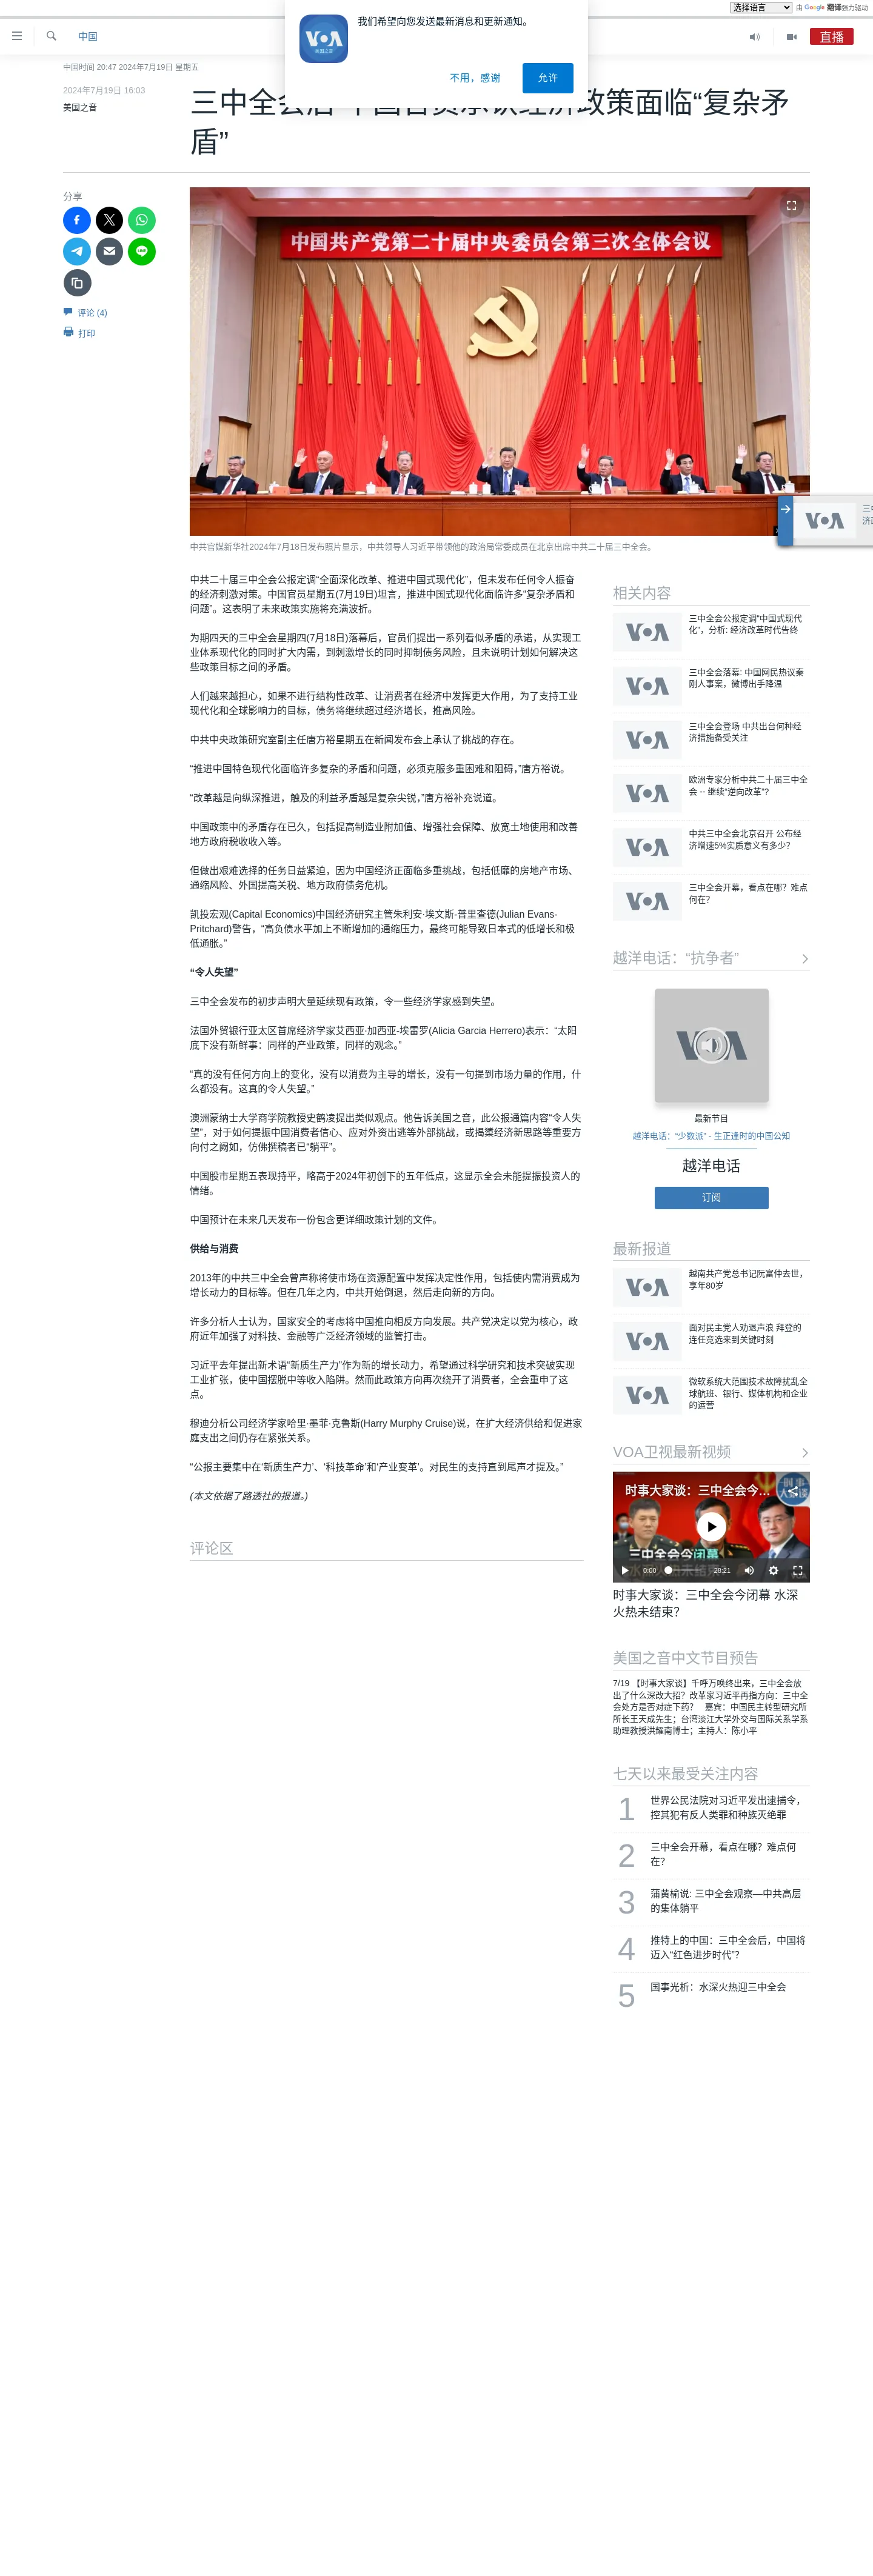 选择语言
由 Google 翻译强力驱动
我们希望向您发送最新消息和更新通知。
不用，感谢
允许
中国
直播
中国时间 20:47 2024年7月19日 星期五
2024年7月19日 16:03
美国之音
盾”
分享
评论 (4)
打印
中国共产党第二十届中央委员会第三次全体会议
中共官媒新华社2024年7月18日发布照片显示，中共领导人习近平带领他的政治局常委成员在北京出席中共二十届三中全会。
中共二十届三中全会公报定调“全面深化改革、推进中国式现代化”，但未发布任何令人振奋
的经济刺激对策。中国官员星期五(7月19日)坦言，推进中国式现代化面临许多“复杂矛盾和
问题”。这表明了未来政策实施将充满波折。
为期四天的三中全会星期四(7月18日)落幕后，官员们提出一系列看似矛盾的承诺，从实现工
业体系现代化的同时扩大内需，到刺激增长的同时抑制债务风险，且未说明计划如何解决这
些政策目标之间的矛盾。
人们越来越担心，如果不进行结构性改革、让消费者在经济中发挥更大作用，为了支持工业
现代化和全球影响力的目标，债务将继续超过经济增长，推高风险。
中共中央政策研究室副主任唐方裕星期五在新闻发布会上承认了挑战的存在。
“推进中国特色现代化面临许多复杂的矛盾和问题，必须克服多重困难和阻碍，”唐方裕说。
“改革越是向纵深推进，触及的利益矛盾越是复杂尖锐，”唐方裕补充说道。
中国政策中的矛盾存在已久，包括提高制造业附加值、增强社会保障、放宽土地使用和改善
地方政府税收收入等。
但做出艰难选择的任务日益紧迫，因为中国经济正面临多重挑战，包括低靡的房地产市场、
通缩风险、外国提高关税、地方政府债务危机。
凯投宏观(Capital Economics)中国经济研究主管朱利安·埃文斯-普里查德(Julian Evans-
Pritchard)警告，“高负债水平加上不断增加的通缩压力，最终可能导致日本式的低增长和极
低通胀。”
“令人失望”
三中全会发布的初步声明大量延续现有政策，令一些经济学家感到失望。
法国外贸银行亚太区首席经济学家艾西亚·加西亚-埃雷罗(Alicia Garcia Herrero)表示：“太阳
底下没有新鲜事：同样的产业政策，同样的观念。”
“真的没有任何方向上的变化，没有以消费为主导的增长，没有一句提到市场力量的作用，什
么都没有。这真的令人失望。”
澳洲蒙纳士大学商学院教授史鹤凌提出类似观点。他告诉美国之音，此公报通篇内容“令人失
望”，对于如何提振中国消费者信心、应对外资出逃等外部挑战，或揭橥经济新思路等重要方
向付之阙如，仿佛撰稿者已“躺平”。
中国股市星期五表现持平，略高于2024年初创下的五年低点，这显示全会未能提振投资人的
情绪。
中国预计在未来几天发布一份包含更详细政策计划的文件。
供给与消费
2013年的中共三中全会曾声称将使市场在资源配置中发挥决定性作用，包括使内需消费成为
增长动力的目标等。但在几年之内，中共开始倒退，然后走向新的方向。
许多分析人士认为，国家安全的考虑将中国推向相反方向发展。共产党决定以党为核心，政
府近年加强了对科技、金融等广泛经济领域的监管打击。
习近平去年提出新术语“新质生产力”作为新的增长动力，希望通过科学研究和技术突破实现
工业扩张，使中国摆脱中等收入陷阱。然而此政策方向再次绕开了消费者，全会重申了这
点。
穆迪分析公司经济学家哈里·墨菲·克鲁斯(Harry Murphy Cruise)说，在扩大经济供给和促进家
庭支出之间仍存在紧张关系。
“公报主要集中在‘新质生产力’、‘科技革命’和‘产业变革’。对民生的支持直到尾声才提及。”
(本文依据了路透社的报道。)
评论区
相关内容
三中全会公报定调“中国式现代
化”，分析: 经济改革时代告终
三中全会落幕: 中国网民热议秦
刚人事案，微博出手降温
三中全会登场 中共出台何种经
济措施备受关注
欧洲专家分析中共二十届三中全
会 -- 继续“逆向改革”?
中共三中全会北京召开 公布经
济增速5%实质意义有多少?
三中全会开幕，看点在哪？难点
何在?
越洋电话：“抗争者”
VOA
最新节目
越洋电话：“少数派” - 生正逢时的中国公知
越洋电话
订阅
最新报道
越南共产党总书记阮富仲去世，
享年80岁
面对民主党人劝退声浪 拜登的
连任竞选来到关键时刻
微软系统大范围技术故障扰乱全
球航班、银行、媒体机构和企业
的运营
VOA卫视最新视频
时事大家谈：三中全会今…
三中全会今闭幕
0:00
28:21
时事大家谈：三中全会今闭幕 水深
火热未结束?
美国之音中文节目预告
7/19 【时事大家谈】千呼万唤终出来，三中全会放
出了什么深改大招？改革家习近平再指方向：三中全
会处方是否对症下药？　嘉宾：中国民主转型研究所
所长王天成先生；台湾淡江大学外交与国际关系学系
助理教授洪耀南博士；主持人：陈小平
七天以来最受关注内容
1
世界公民法院对习近平发出逮捕令，
控其犯有反人类罪和种族灭绝罪
2
三中全会开幕，看点在哪？难点何
在?
3
蒲黄榆说: 三中全会观察—中共高层
的集体躺平
4
推特上的中国：三中全会后，中国将
迈入“红色进步时代”?
5
国事光析：水深火热迎三中全会